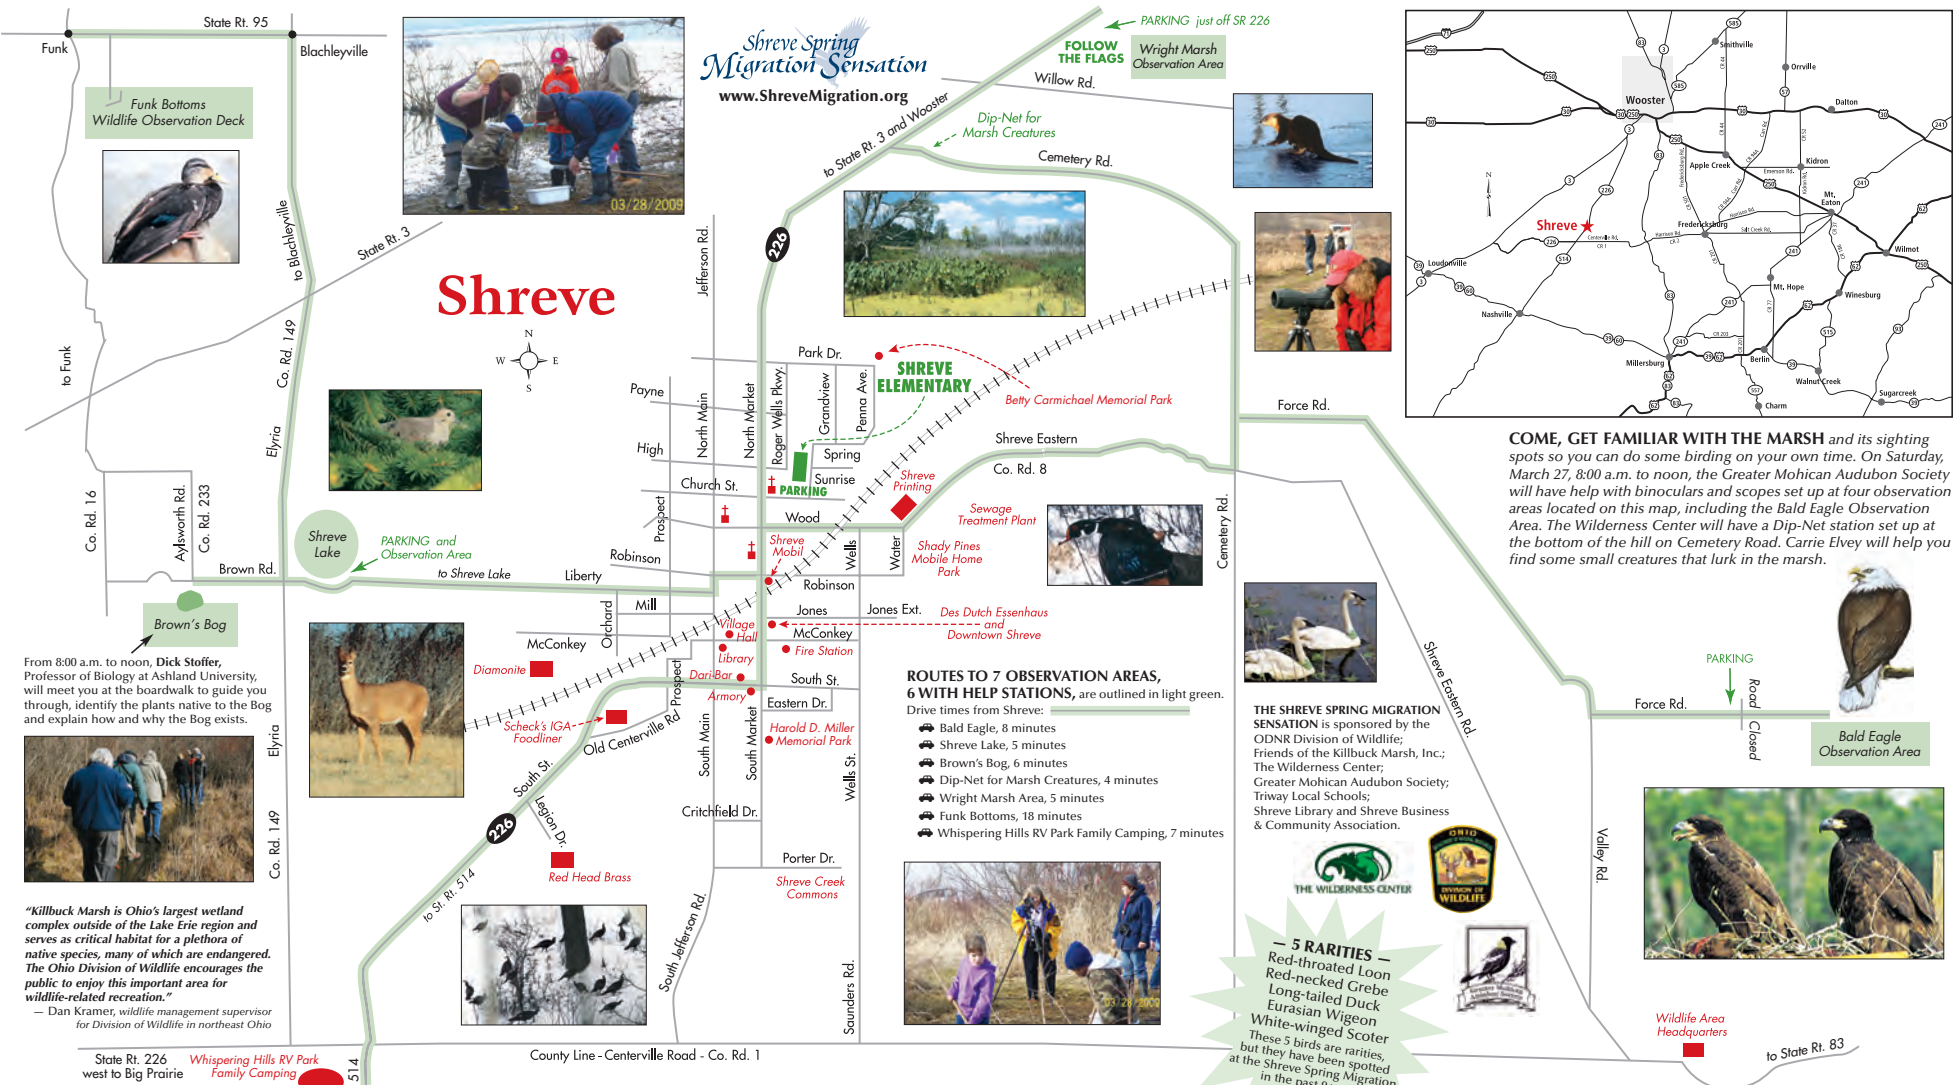 State Rt. 95
Funk
Blachleyville
Funk Bottoms
Wildlife Observation Deck
to Blachleyville
State Rt. 3
Co. Rd. 149
to Funk
Elyria
Shreve Spring
Migration Sensation
www.ShreveMigration.org
03/28/2009
PARKING just off SR 226
FOLLOW
THE FLAGS
Wright Marsh
Observation Area
Willow Rd.
to State Rt. 3 and Wooster
Dip-Net for
Marsh Creatures
Cemetery Rd.
226
Jefferson Rd.
Shreve
N
W
E
S
Park Dr.
SHREVE
ELEMENTARY
Betty Carmichael Memorial Park
Payne
North Main
North Market
Roger Wells Pkwy.
Grandview
Penna Ave.
High
Spring
Sunrise
Church St.
PARKING
Shreve
Printing
Shreve Eastern
Co. Rd. 8
Force Rd.
Prospect
Wood
Sewage
Treatment Plant
Wells
Water
Shady Pines
Mobile Home
Park
Cemetery Rd.
Co. Rd. 16
Aylsworth Rd.
Co. Rd. 233
Shreve
Lake
PARKING and
Observation Area
Brown Rd.
to Shreve Lake
Liberty
Robinson
Shreve
Mobil
Robinson
Brown's Bog
Orchard
Mill
McConkey
Jones
Jones Ext.
Village
Hall
McConkey
Des Dutch Essenhaus
and
Downtown Shreve
Library
Fire Station
Diamonite
Dari-Bar
Prospect
South St.
Armory
Eastern Dr.
Scheck's IGA
Foodliner
Old Centerville Rd
Harold D. Miller
Memorial Park
South Main
South Market
Wells St.
South St.
Legion Dr.
Critchfield Dr.
226
Red Head Brass
to St. Rt. 514
Porter Dr.
Shreve Creek
Commons
South Jefferson Rd.
Saunders Rd.
From 8:00 a.m. to noon, Dick Stoffer,
Professor of Biology at Ashland University,
will meet you at the boardwalk to guide you
through, identify the plants native to the Bog
and explain how and why the Bog exists.
Elyria
Co. Rd. 149
"Killbuck Marsh is Ohio's largest wetland
complex outside of the Lake Erie region and
serves as critical habitat for a plethora of
native species, many of which are endangered.
The Ohio Division of Wildlife encourages the
public to enjoy this important area for
wildlife-related recreation."
— Dan Kramer, wildlife management supervisor
for Division of Wildlife in northeast Ohio
State Rt. 226
west to Big Prairie
Whispering Hills RV Park
Family Camping
514
County Line - Centerville Road - Co. Rd. 1
ROUTES TO 7 OBSERVATION AREAS,
6 WITH HELP STATIONS, are outlined in light green.
Drive times from Shreve:
Bald Eagle, 8 minutes
Shreve Lake, 5 minutes
Brown's Bog, 6 minutes
Dip-Net for Marsh Creatures, 4 minutes
Wright Marsh Area, 5 minutes
Funk Bottoms, 18 minutes
Whispering Hills RV Park Family Camping, 7 minutes
03/28/2009
THE SHREVE SPRING MIGRATION
SENSATION is sponsored by the
ODNR Division of Wildlife;
Friends of the Killbuck Marsh, Inc.;
The Wilderness Center;
Greater Mohican Audubon Society;
Triway Local Schools;
Shreve Library and Shreve Business
& Community Association.
THE WILDERNESS CENTER
OHIO
DIVISION OF
WILDLIFE
— 5 RARITIES —
Red-throated Loon
Red-necked Grebe
Long-tailed Duck
Eurasian Wigeon
White-winged Scoter
These 5 birds are rarities,
but they have been spotted
at the Shreve Spring Migration
in the past
Shreve Eastern Rd.
PARKING
Road
Closed
Force Rd.
Bald Eagle
Observation Area
Valley Rd.
Wildlife Area
Headquarters
to State Rt. 83
COME, GET FAMILIAR WITH THE MARSH and its sighting
spots so you can do some birding on your own time. On Saturday,
March 27, 8:00 a.m. to noon, the Greater Mohican Audubon Society
will have help with binoculars and scopes set up at four observation
areas located on this map, including the Bald Eagle Observation
Area. The Wilderness Center will have a Dip-Net station set up at
the bottom of the hill on Cemetery Road. Carrie Elvey will help you
find some small creatures that lurk in the marsh.
Smithville
Orrville
Wooster
Dalton
Apple Creek
Kidron
Emerson Rd.
Mt.
Eaton
Fredericksburg
Harrison Rd.
Salt Creek Rd.
Shreve
Centerville Rd.
CR 1
Wilmot
Loudonville
Mt. Hope
Winesburg
Nashville
Millersburg
Berlin
Walnut Creek
Charm
Sugarcreek